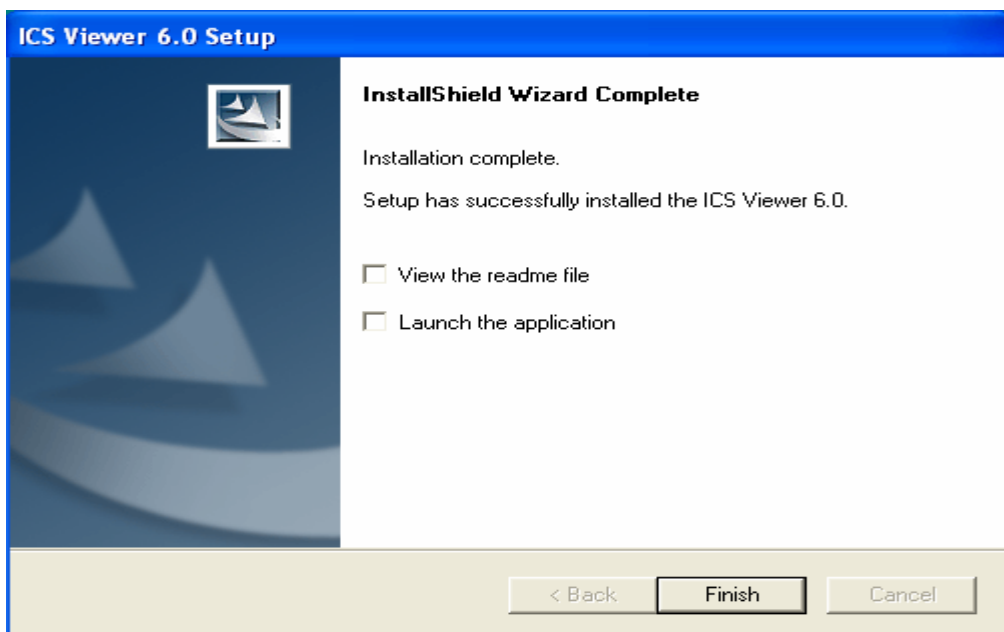 ICS Viewer 6.0 Setup
InstallShield Wizard Complete
Installation complete.
Setup has successfully installed the ICS Viewer 6.0.
View the readme file
Launch the application
< Back
Finish
Cancel